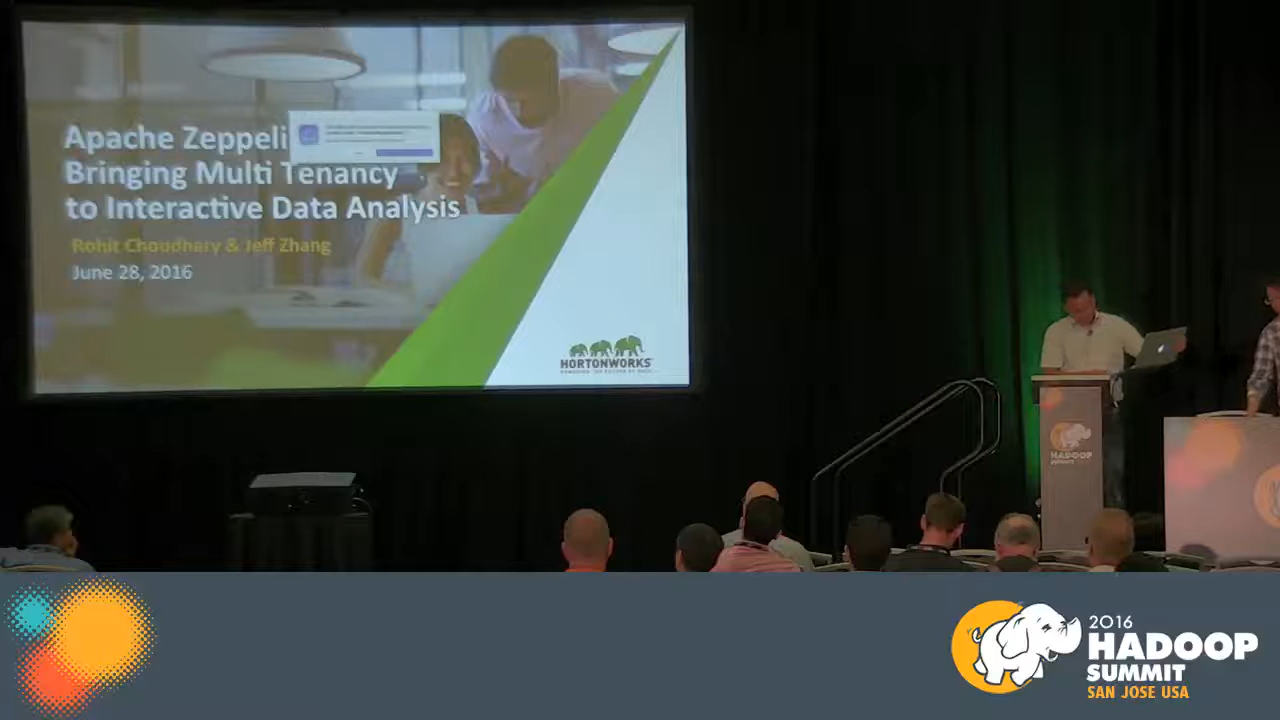 Apache Zeppeli
Bringing Multi Tenancy
to Interactive Data Analysis
Rohit Choudhary & Jeff Zhang
June 28, 2016
HORTONWORKS
HADOOP
SUMMIT
2016
HADOOP
SUMMIT
SAN JOSE USA